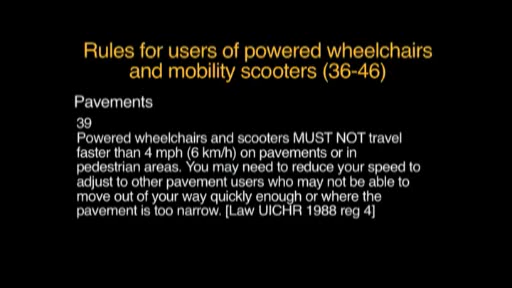 Rules for users of powered wheelchairs
and mobility scooters (36-46)
Pavements
39
Powered wheelchairs and scooters MUST NOT travel
faster than 4 mph (6 km/h) on pavements or in
pedestrian areas. You may need to reduce your speed to
adjust to other pavement users who may not be able to
move out of your way quickly enough or where the
pavement is too narrow. [Law UICHR 1988 reg 4]